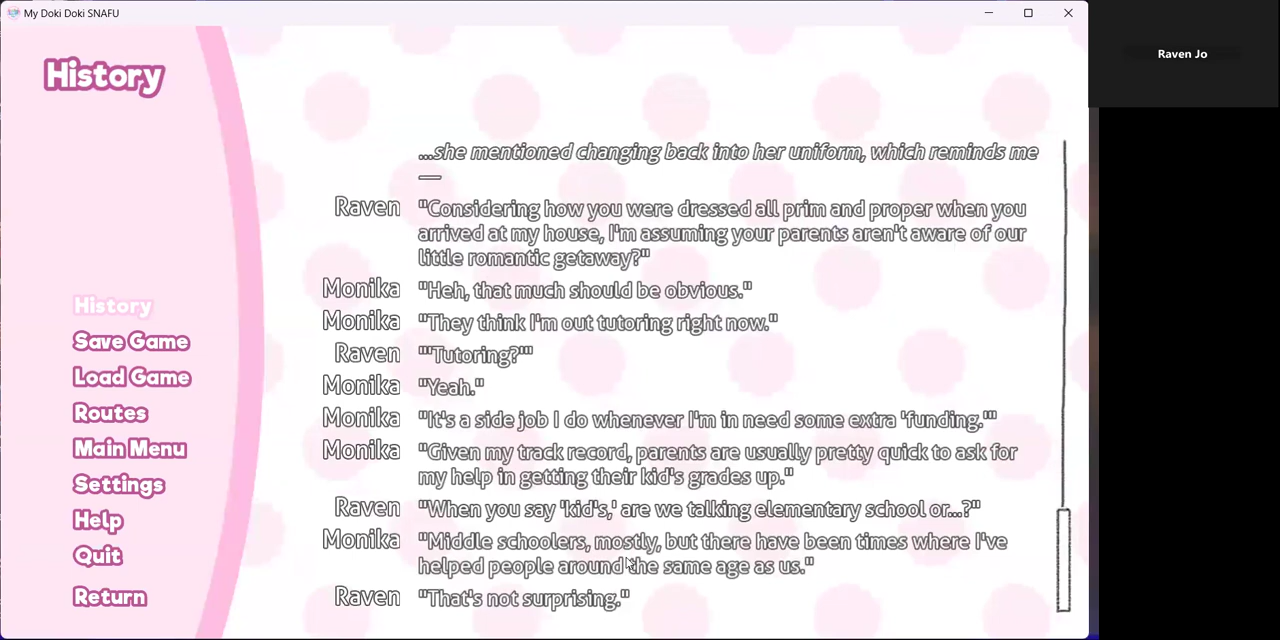 My Doki Doki SNAFU
Raven Jo
History
...she mentioned changing back into her uniform, which reminds me
—
Raven
"Considering how you were dressed all prim and proper when you
arrived at my house, I'm assuming your parents aren't aware of our
little romantic getaway?"
Monika
"Heh, that much should be obvious."
Monika
"They think I'm out tutoring right now."
Raven
"'Tutoring?'"
Monika
"Yeah."
Monika
"It's a side job I do whenever I'm in need some extra 'funding.'"
Monika
"Given my track record, parents are usually pretty quick to ask for
my help in getting their kid's grades up."
Raven
"When you say 'kid's,' are we talking elementary school or...?"
Monika
"Middle schoolers, mostly, but there have been times where I've
helped people around the same age as us."
Raven
"That's not surprising."
History
Save Game
Load Game
Routes
Main Menu
Settings
Help
Quit
Return